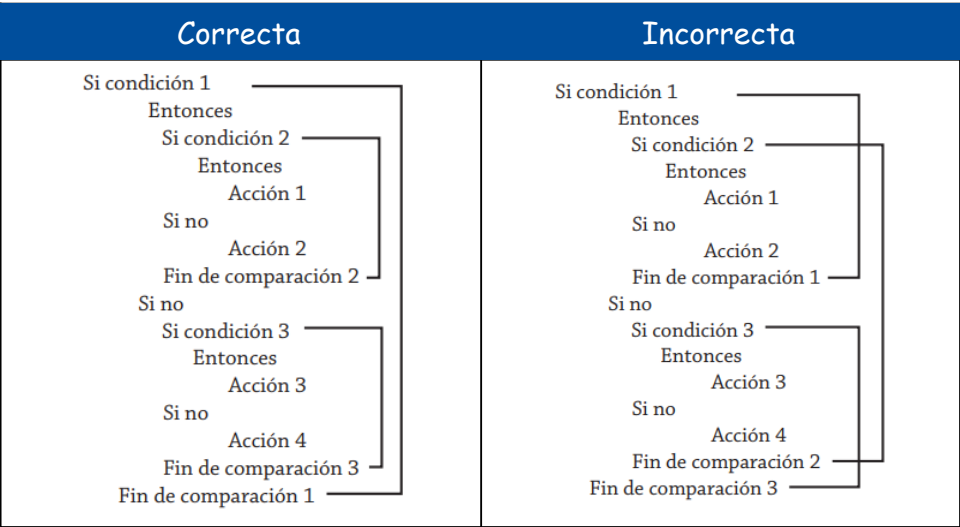 Correcta
Si condición 1
Entonces
Si condición 2
Entonces
Acción 1
Si no
Acción 2
Fin de comparación 2
Si no
Si condición 3
Entonces
Acción 3
Si no
Acción 4
Fin de comparación 3
Fin de comparación 1
Incorrecta
Si condición 1
Entonces
Si condición 2
Entonces
Acción 1
Si no
Acción 2
Fin de comparación 1
Si no
Si condición 3
Entonces
Acción 3
Si no
Acción 4
Fin de comparación 2
Fin de comparación 3